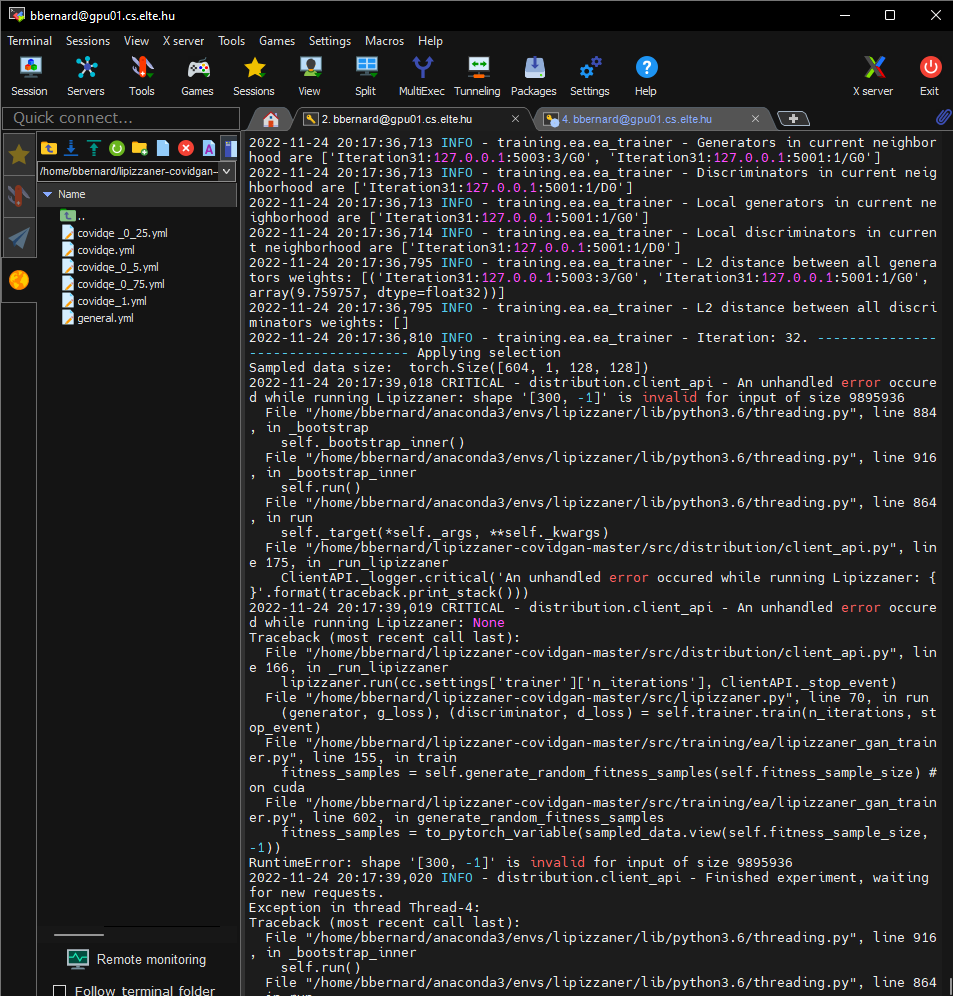 bbernard@gpu01.cs.elte.hu
Terminal Sessions View X server Tools Games Settings Macros Help
Session Servers Tools Games Sessions View Split MultiExec Tunneling Packages Settings Help X server Exit
Quick connect...
2. bbernard@gpu01.cs.elte.hu
4. bbernard@gpu01.cs.elte.hu
/home/bbernard/lipizzaner-covidgan-
Name
..
covidqe _0_25.yml
covidqe.yml
covidqe_0_5.yml
covidqe_0_75.yml
covidqe_1.yml
general.yml
Remote monitoring
Follow terminal folder
2022-11-24 20:17:36,713 INFO - training.ea.ea_trainer - Generators in current neighbor
hood are ['Iteration31:127.0.0.1:5003:3/G0', 'Iteration31:127.0.0.1:5001:1/G0']
2022-11-24 20:17:36,713 INFO - training.ea.ea_trainer - Discriminators in current neig
hborhood are ['Iteration31:127.0.0.1:5001:1/D0']
2022-11-24 20:17:36,713 INFO - training.ea.ea_trainer - Local generators in current ne
ighborhood are ['Iteration31:127.0.0.1:5001:1/G0']
2022-11-24 20:17:36,714 INFO - training.ea.ea_trainer - Local discriminators in curren
t neighborhood are ['Iteration31:127.0.0.1:5001:1/D0']
2022-11-24 20:17:36,795 INFO - training.ea.ea_trainer - L2 distance between all genera
tors weights: [('Iteration31:127.0.0.1:5003:3/G0', 'Iteration31:127.0.0.1:5001:1/G0',
array(9.759757, dtype=float32))]
2022-11-24 20:17:36,795 INFO - training.ea.ea_trainer - L2 distance between all discri
minators weights: []
2022-11-24 20:17:36,810 INFO - training.ea.ea_trainer - Iteration: 32. ---------------
-------------------- Applying selection
Sampled data size:  torch.Size([604, 1, 128, 128])
2022-11-24 20:17:39,018 CRITICAL - distribution.client_api - An unhandled error occure
d while running Lipizzaner: shape '[300, -1]' is invalid for input of size 9895936
File "/home/bbernard/anaconda3/envs/lipizzaner/lib/python3.6/threading.py", line 884
, in _bootstrap
self._bootstrap_inner()
File "/home/bbernard/anaconda3/envs/lipizzaner/lib/python3.6/threading.py", line 916
, in _bootstrap_inner
self.run()
File "/home/bbernard/anaconda3/envs/lipizzaner/lib/python3.6/threading.py", line 864
, in run
self._target(*self._args, **self._kwargs)
File "/home/bbernard/lipizzaner-covidgan-master/src/distribution/client_api.py", lin
e 175, in _run_lipizzaner
ClientAPI._logger.critical('An unhandled error occured while running Lipizzaner: {
}'.format(traceback.print_stack()))
2022-11-24 20:17:39,019 CRITICAL - distribution.client_api - An unhandled error occure
d while running Lipizzaner: None
Traceback (most recent call last):
File "/home/bbernard/lipizzaner-covidgan-master/src/distribution/client_api.py", lin
e 166, in _run_lipizzaner
lipizzaner.run(cc.settings['trainer']['n_iterations'], ClientAPI._stop_event)
File "/home/bbernard/lipizzaner-covidgan-master/src/lipizzaner.py", line 70, in run
(generator, g_loss), (discriminator, d_loss) = self.trainer.train(n_iterations, st
op_event)
File "/home/bbernard/lipizzaner-covidgan-master/src/training/ea/lipizzaner_gan_train
er.py", line 155, in train
fitness_samples = self.generate_random_fitness_samples(self.fitness_sample_size) #
on cuda
File "/home/bbernard/lipizzaner-covidgan-master/src/training/ea/lipizzaner_gan_train
er.py", line 602, in generate_random_fitness_samples
fitness_samples = to_pytorch_variable(sampled_data.view(self.fitness_sample_size,
-1))
RuntimeError: shape '[300, -1]' is invalid for input of size 9895936
2022-11-24 20:17:39,020 INFO - distribution.client_api - Finished experiment, waiting
for new requests.
Exception in thread Thread-4:
Traceback (most recent call last):
File "/home/bbernard/anaconda3/envs/lipizzaner/lib/python3.6/threading.py", line 916
, in _bootstrap_inner
self.run()
File "/home/bbernard/anaconda3/envs/lipizzaner/lib/python3.6/threading.py", line 864